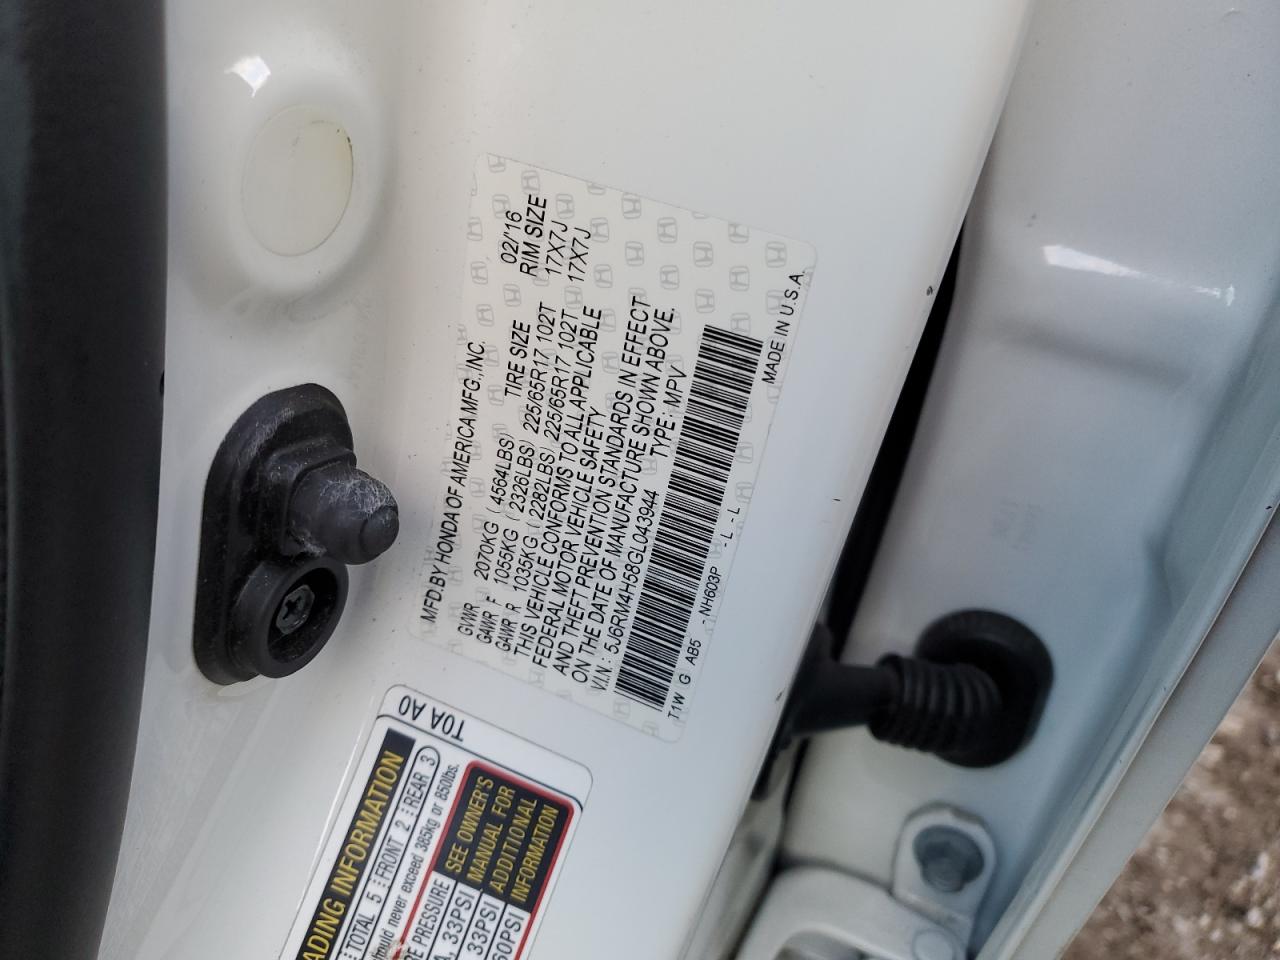 MFD.BY HONDA OF AMERICA MFG.,INC. 02/'16
GVWR 2070KG ( 4564LBS) TIRE SIZE RIM SIZE
GAWR F 1055KG ( 2326LBS) 225/65R17 102T 17X7J
GAWR R 1035KG ( 2282LBS) 225/65R17 102T 17X7J
THIS VEHICLE CONFORMS TO ALL APPLICABLE
FEDERAL MOTOR VEHICLE SAFETY
AND THEFT PREVENTION STANDARDS IN EFFECT
ON THE DATE OF MANUFACTURE SHOWN ABOVE.
V.I.N.: 5J6RM4H58GL043944 TYPE: MPV
T1W G AB5 -NH603P -L -L
MADE IN U.S.A.
T0A A0
ADING INFORMATION
TOTAL 5 FRONT 2 REAR 3
should never exceed 385kg or 850lbs.
RE PRESSURE SEE OWNER'S
MANUAL FOR
ADDITIONAL
INFORMATION
A, 33PSI
33PSI
60PSI